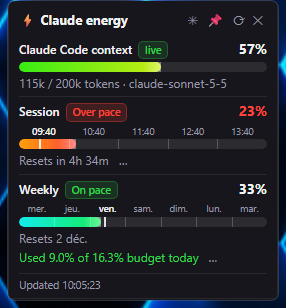 Claude energy
Claude Code context live 57%
115k / 200k tokens · claude-sonnet-5-5
Session Over pace 23%
09:40 10:40 11:40 12:40 13:40
Resets in 4h 34m ...
Weekly On pace 33%
mer. jeu. ven. sam. dim. lun. mar.
Resets 2 déc.
Used 9.0% of 16.3% budget today ...
Updated 10:05:23